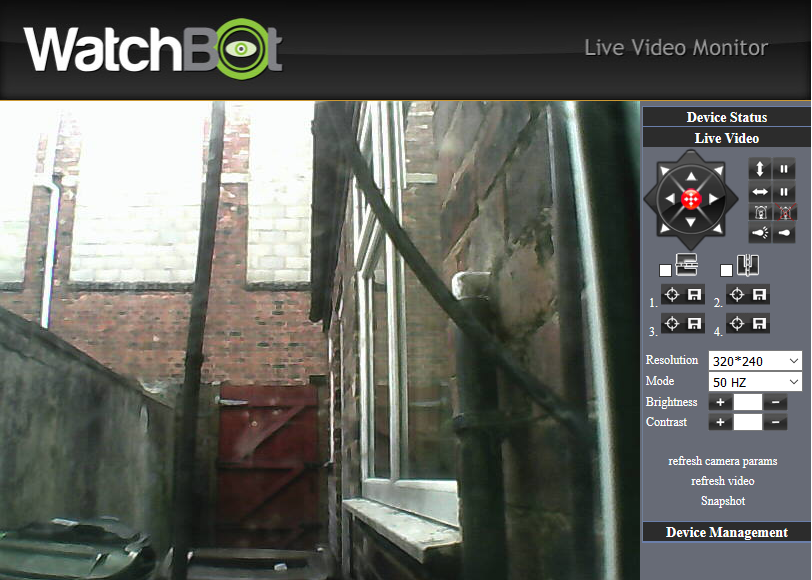 WatchBot
Live Video Monitor
Device Status
Live Video
1.
2.
3.
4.
Resolution 320*240
Mode 50 HZ
Brightness + −
Contrast + −
refresh camera params
refresh video
Snapshot
Device Management